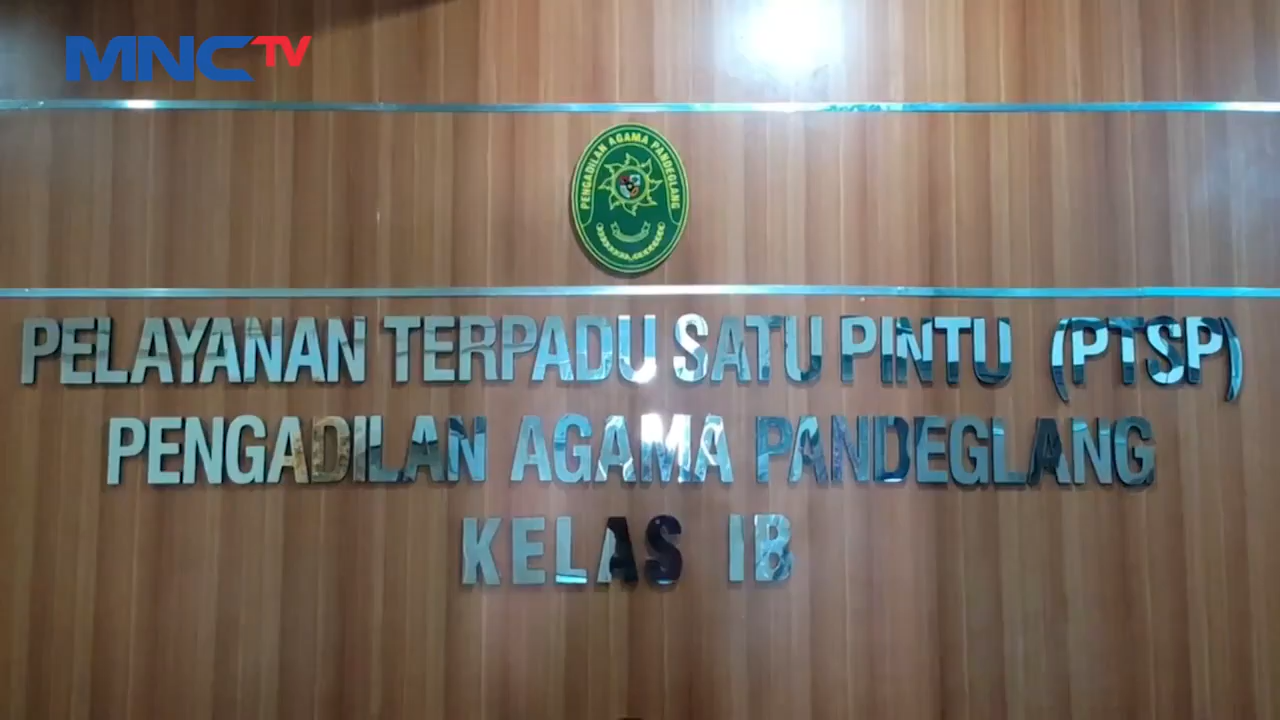 MNCTV
PENGADILAN AGAMA PANDEGLANG
PELAYANAN TERPADU SATU PINTU (PTSP)
PENGADILAN AGAMA PANDEGLANG
KELAS IB